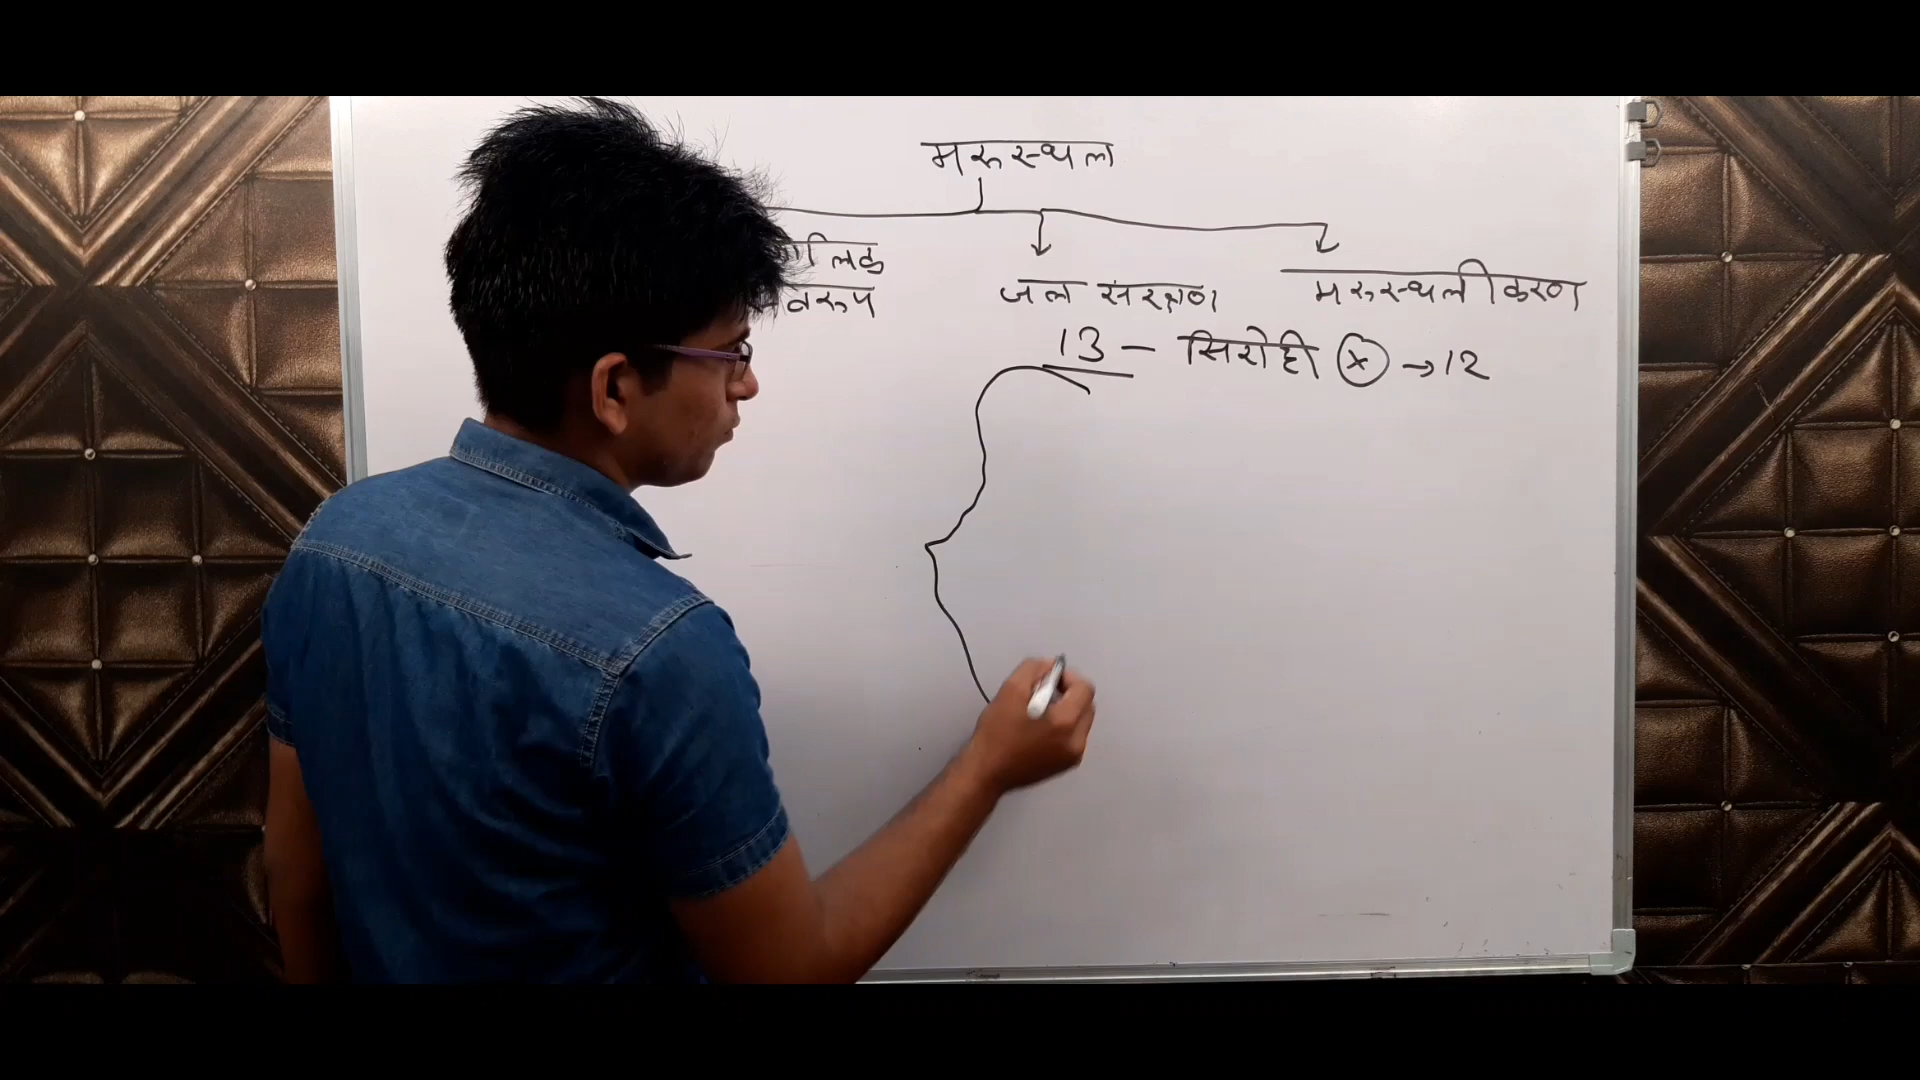 मरुस्थल
जल संरक्षण
मरुस्थलीकरण
13 - सिरोही (x) → 12